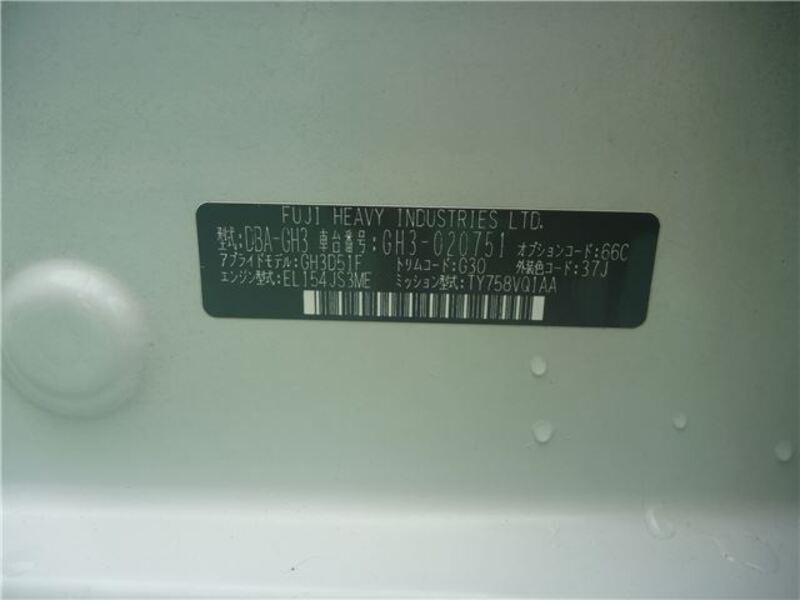 FUJI HEAVY INDUSTRIES LTD.
型式:DBA-GH3 車台番号:GH3-020751 オプションコード:66C
アプライドモデル:GH3D51F トリムコード:G30 外装色コード:37J
エンジン型式:EL154JS3ME ミッション型式:TY758VQ1AA